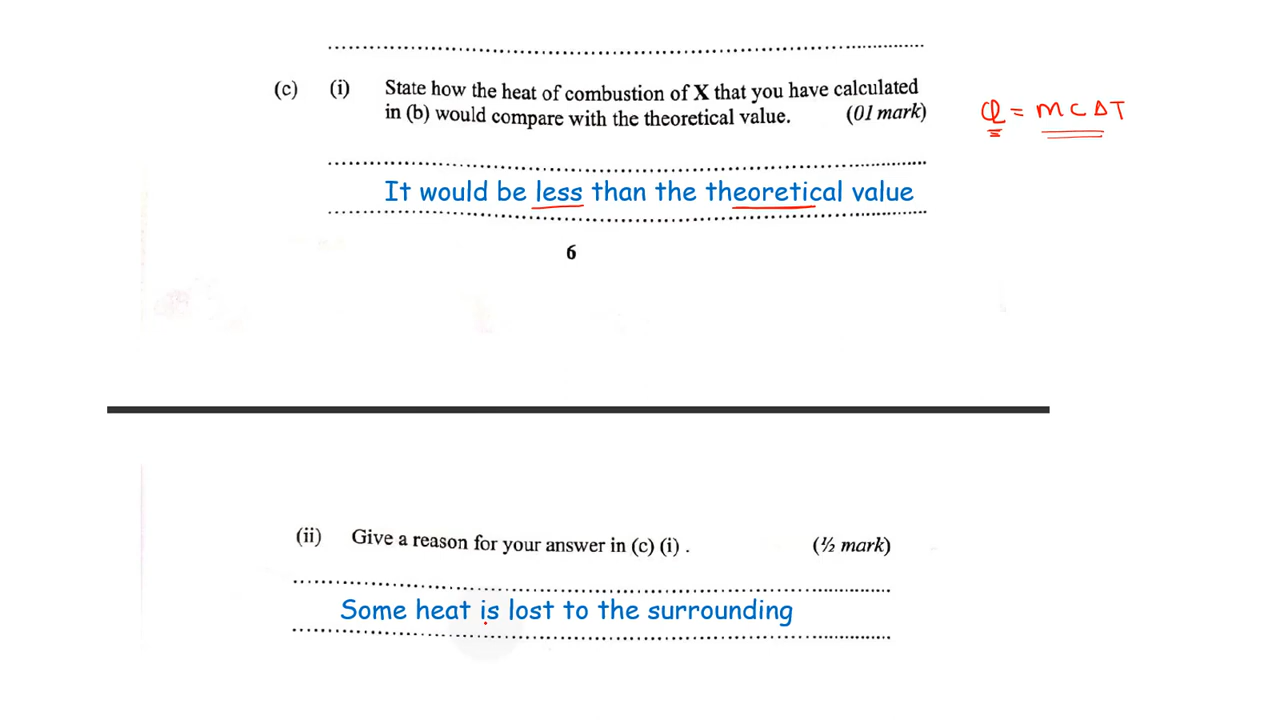 (c) (i) State how the heat of combustion of X that you have calculated
in (b) would compare with the theoretical value. (01 mark)
Q = MCΔT
It would be less than the theoretical value
6
(ii) Give a reason for your answer in (c) (i) . (½ mark)
Some heat is lost to the surrounding